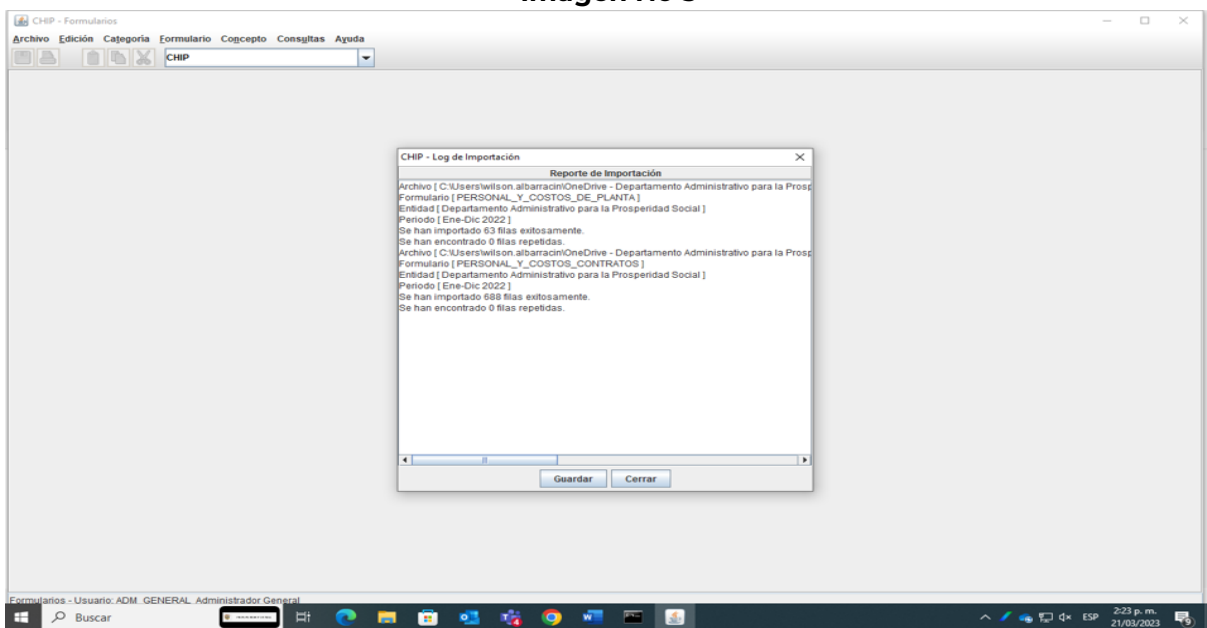 CHIP - Formularios
Archivo Edición Categoría Formulario Concepto Consultas Ayuda
CHIP
CHIP - Log de Importación
Reporte de Importación
Archivo [ C:\Users\wilson.albarracin\OneDrive - Departamento Administrativo para la Prosp
Formulario [ PERSONAL_Y_COSTOS_DE_PLANTA ]
Entidad [ Departamento Administrativo para la Prosperidad Social ]
Periodo [ Ene-Dic 2022 ]
Se han importado 63 filas exitosamente.
Se han encontrado 0 filas repetidas.
Archivo [ C:\Users\wilson.albarracin\OneDrive - Departamento Administrativo para la Prosp
Formulario [ PERSONAL_Y_COSTOS_CONTRATOS ]
Entidad [ Departamento Administrativo para la Prosperidad Social ]
Periodo [ Ene-Dic 2022 ]
Se han importado 688 filas exitosamente.
Se han encontrado 0 filas repetidas.
Guardar Cerrar
Formularios - Usuario: ADM_GENERAL Administrador General
Buscar
ESP
2:23 p. m.
21/03/2023